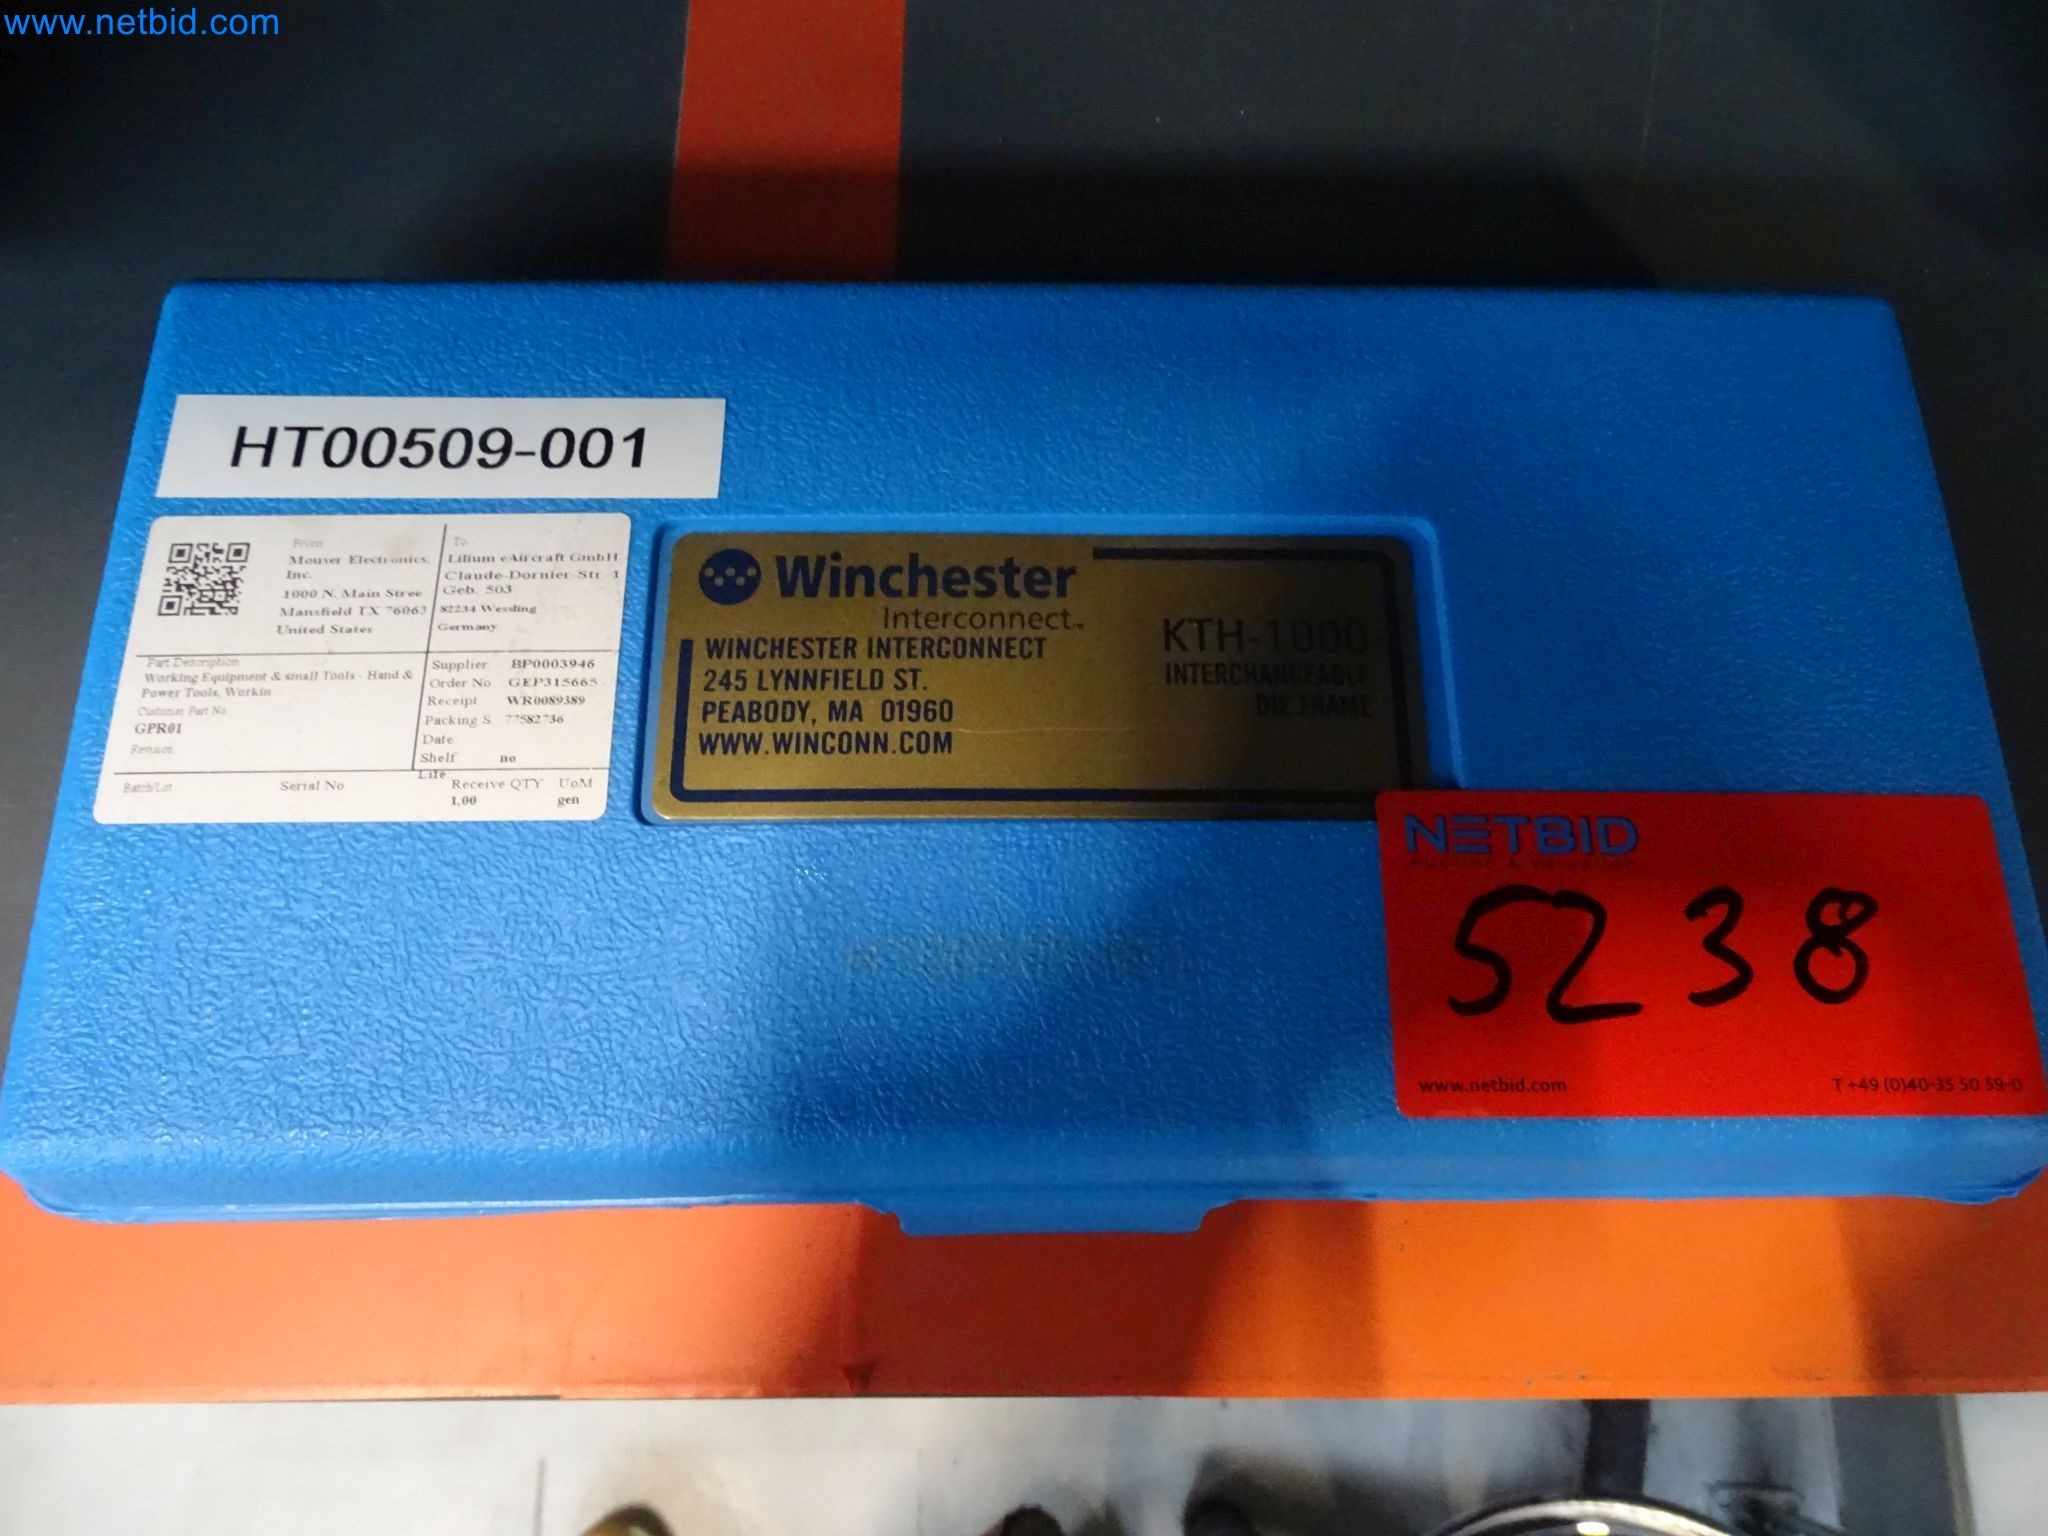 www.netbid.com
HT00509-001
From
Mouser Electronics,
Inc.
1000 N. Main Stree
Mansfield TX 76063
United States
To
Lilium eAircraft GmbH
Claude-Dornier-Str. 1
Geb. 503
82234 Wessling
Germany
Part Description
Working Equipment & small Tools - Hand &
Power Tools, Workin
Customer Part No
GPR01
Revision
Supplier BP0003946
Order No GEP315665
Receipt WR0089389
Packing S 77582736
Date
Shelf no
Life:
Batch/Lot
Serial No
Receive QTY UoM
1,00 gen
Winchester
Interconnect™
WINCHESTER INTERCONNECT
245 LYNNFIELD ST.
PEABODY, MA 01960
WWW.WINCONN.COM
KTH-1000
INTERCHANGEABLE
DIE FRAME
NETBID
Auction & Valuation
5238
www.netbid.com T +49 (0)40-35 50 59-0